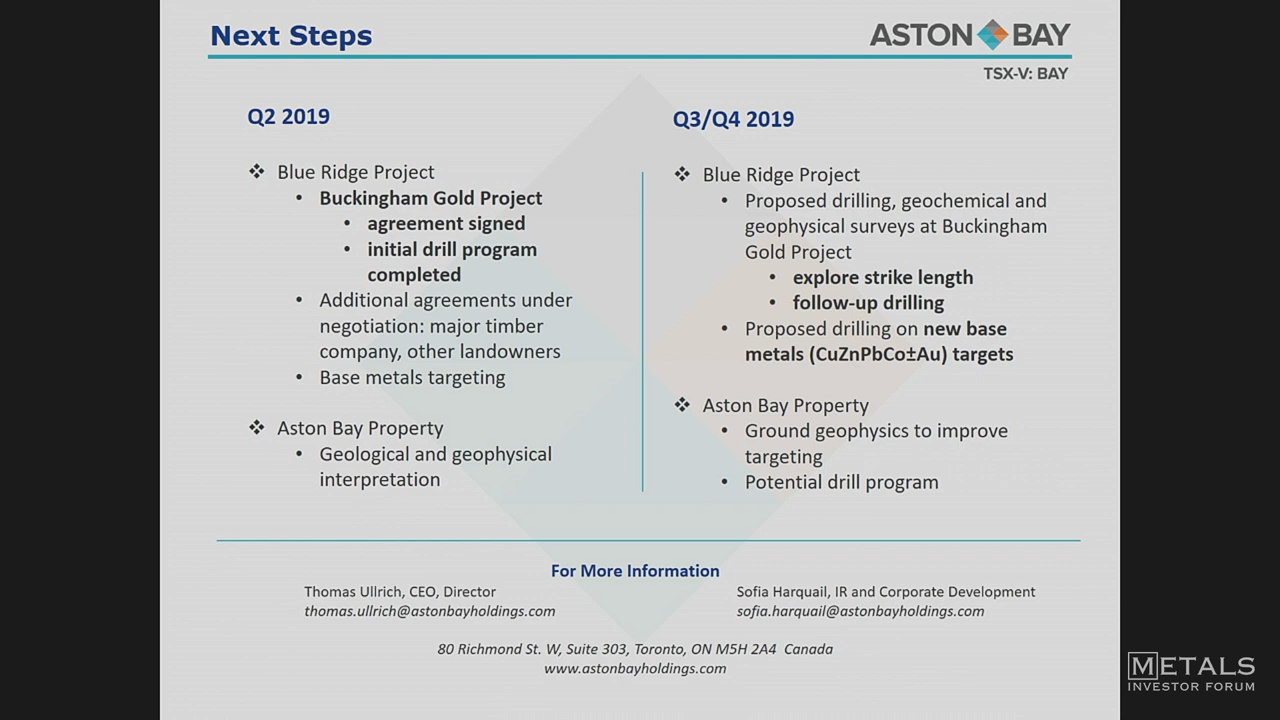 Next Steps
ASTON BAY
TSX-V: BAY
Q2 2019
❖ Blue Ridge Project
• Buckingham Gold Project
• agreement signed
• initial drill program
completed
• Additional agreements under
negotiation: major timber
company, other landowners
• Base metals targeting
❖ Aston Bay Property
• Geological and geophysical
interpretation
Q3/Q4 2019
❖ Blue Ridge Project
• Proposed drilling, geochemical and
geophysical surveys at Buckingham
Gold Project
• explore strike length
• follow-up drilling
• Proposed drilling on new base
metals (CuZnPbCo±Au) targets
❖ Aston Bay Property
• Ground geophysics to improve
targeting
• Potential drill program
For More Information
Thomas Ullrich, CEO, Director
thomas.ullrich@astonbayholdings.com
Sofia Harquail, IR and Corporate Development
sofia.harquail@astonbayholdings.com
80 Richmond St. W, Suite 303, Toronto, ON M5H 2A4 Canada
www.astonbayholdings.com
METALS
INVESTOR FORUM